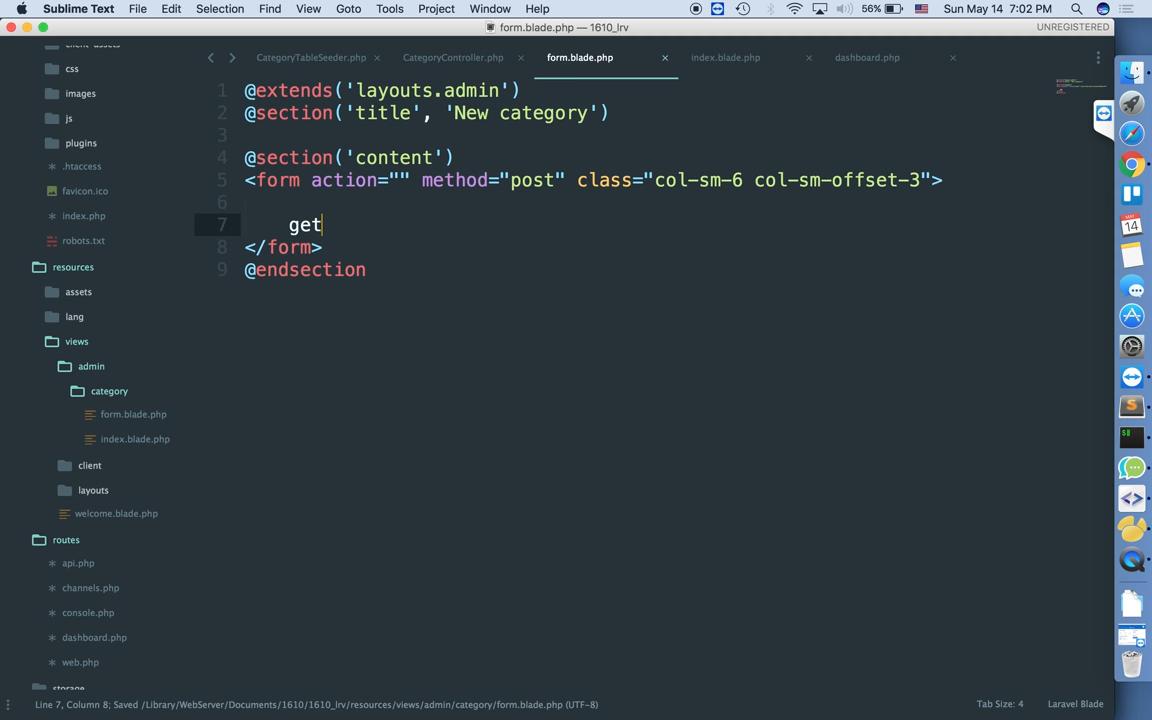 Sublime Text File Edit Selection Find View Goto Tools Project Window Help 56% Sun May 14 7:02 PM
form.blade.php — 1610_lrv UNREGISTERED
CategoryTableSeeder.php × CategoryController.php × form.blade.php × index.blade.php × dashboard.php ×
css
images
js
plugins
.htaccess
favicon.ico
index.php
robots.txt
resources
assets
lang
views
admin
category
form.blade.php
index.blade.php
client
layouts
welcome.blade.php
routes
api.php
channels.php
console.php
dashboard.php
web.php
storage
1 @extends('layouts.admin')
2 @section('title', 'New category')
3
4 @section('content')
5 <form action="" method="post" class="col-sm-6 col-sm-offset-3">
6
7 get
8 </form>
9 @endsection
MAY
14
Line 7, Column 8; Saved /Library/WebServer/Documents/1610/1610_lrv/resources/views/admin/category/form.blade.php (UTF-8) Tab Size: 4 Laravel Blade